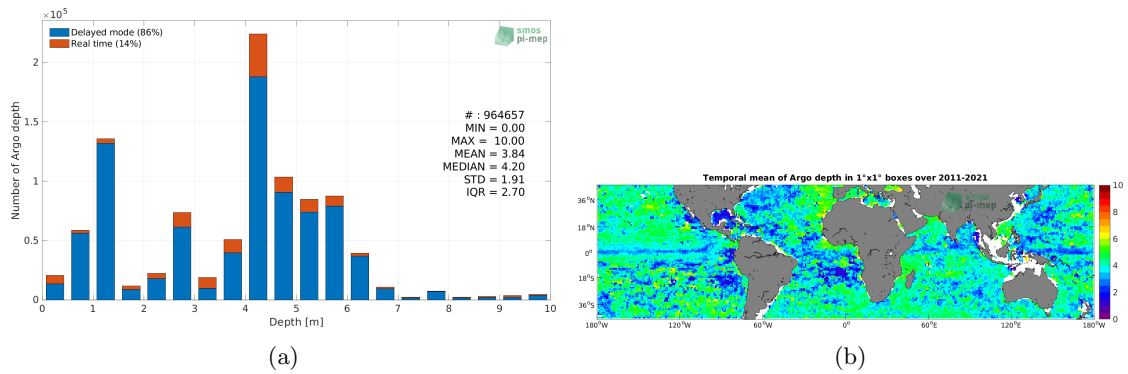 ×10⁵
Delayed mode (86%)
Real time (14%)
smos
pi-mep
2
1.5
1
0.5
0
Number of Argo depth
# : 964657
MIN = 0.00
MAX = 10.00
MEAN = 3.84
MEDIAN = 4.20
STD = 1.91
IQR = 2.70
0 1 2 3 4 5 6 7 8 9 10
Depth [m]
(a)
Temporal mean of Argo depth in 1°x1° boxes over 2011-2021
smos
pi-mep
36°N
18°N
0°
18°S
36°S
180°W 120°W 60°W 0° 60°E 120°E 180°W
10
8
6
4
2
0
(b)